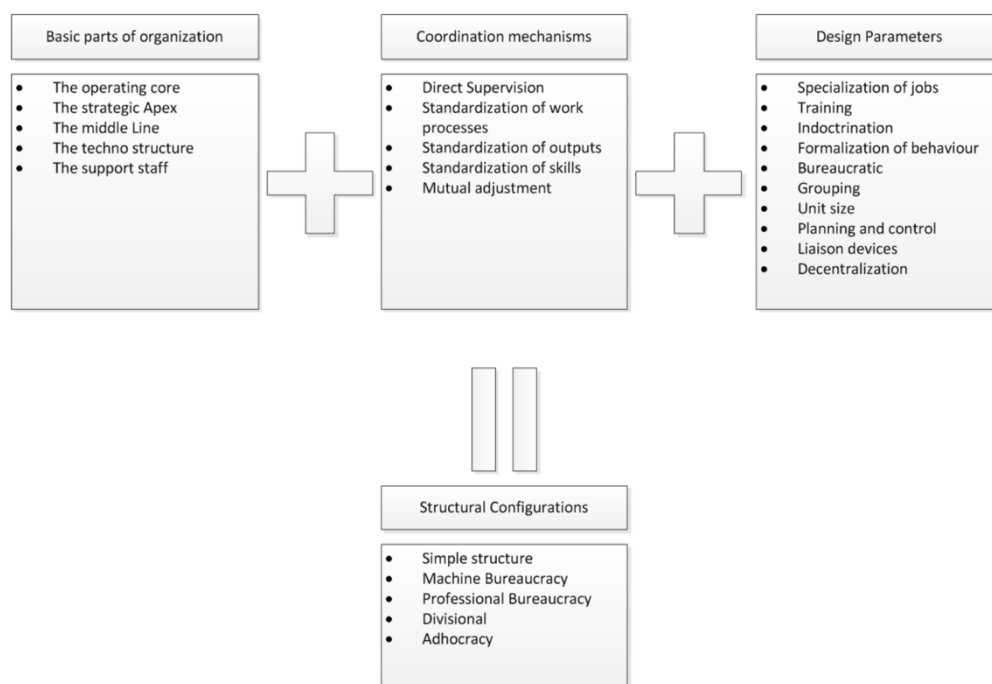 Basic parts of organization
• The operating core
• The strategic Apex
• The middle Line
• The techno structure
• The support staff
Coordination mechanisms
• Direct Supervision
• Standardization of work
processes
• Standardization of outputs
• Standardization of skills
• Mutual adjustment
Design Parameters
• Specialization of jobs
• Training
• Indoctrination
• Formalization of behaviour
• Bureaucratic
• Grouping
• Unit size
• Planning and control
• Liaison devices
• Decentralization
Structural Configurations
• Simple structure
• Machine Bureaucracy
• Professional Bureaucracy
• Divisional
• Adhocracy